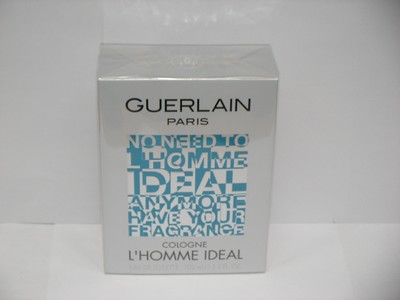 GUERLAIN
PARIS
NO NEED TO
L'HOMME
IDEAL
ANYMORE
HAVE YOUR
FRAGRANCE
COLOGNE
L'HOMME IDEAL